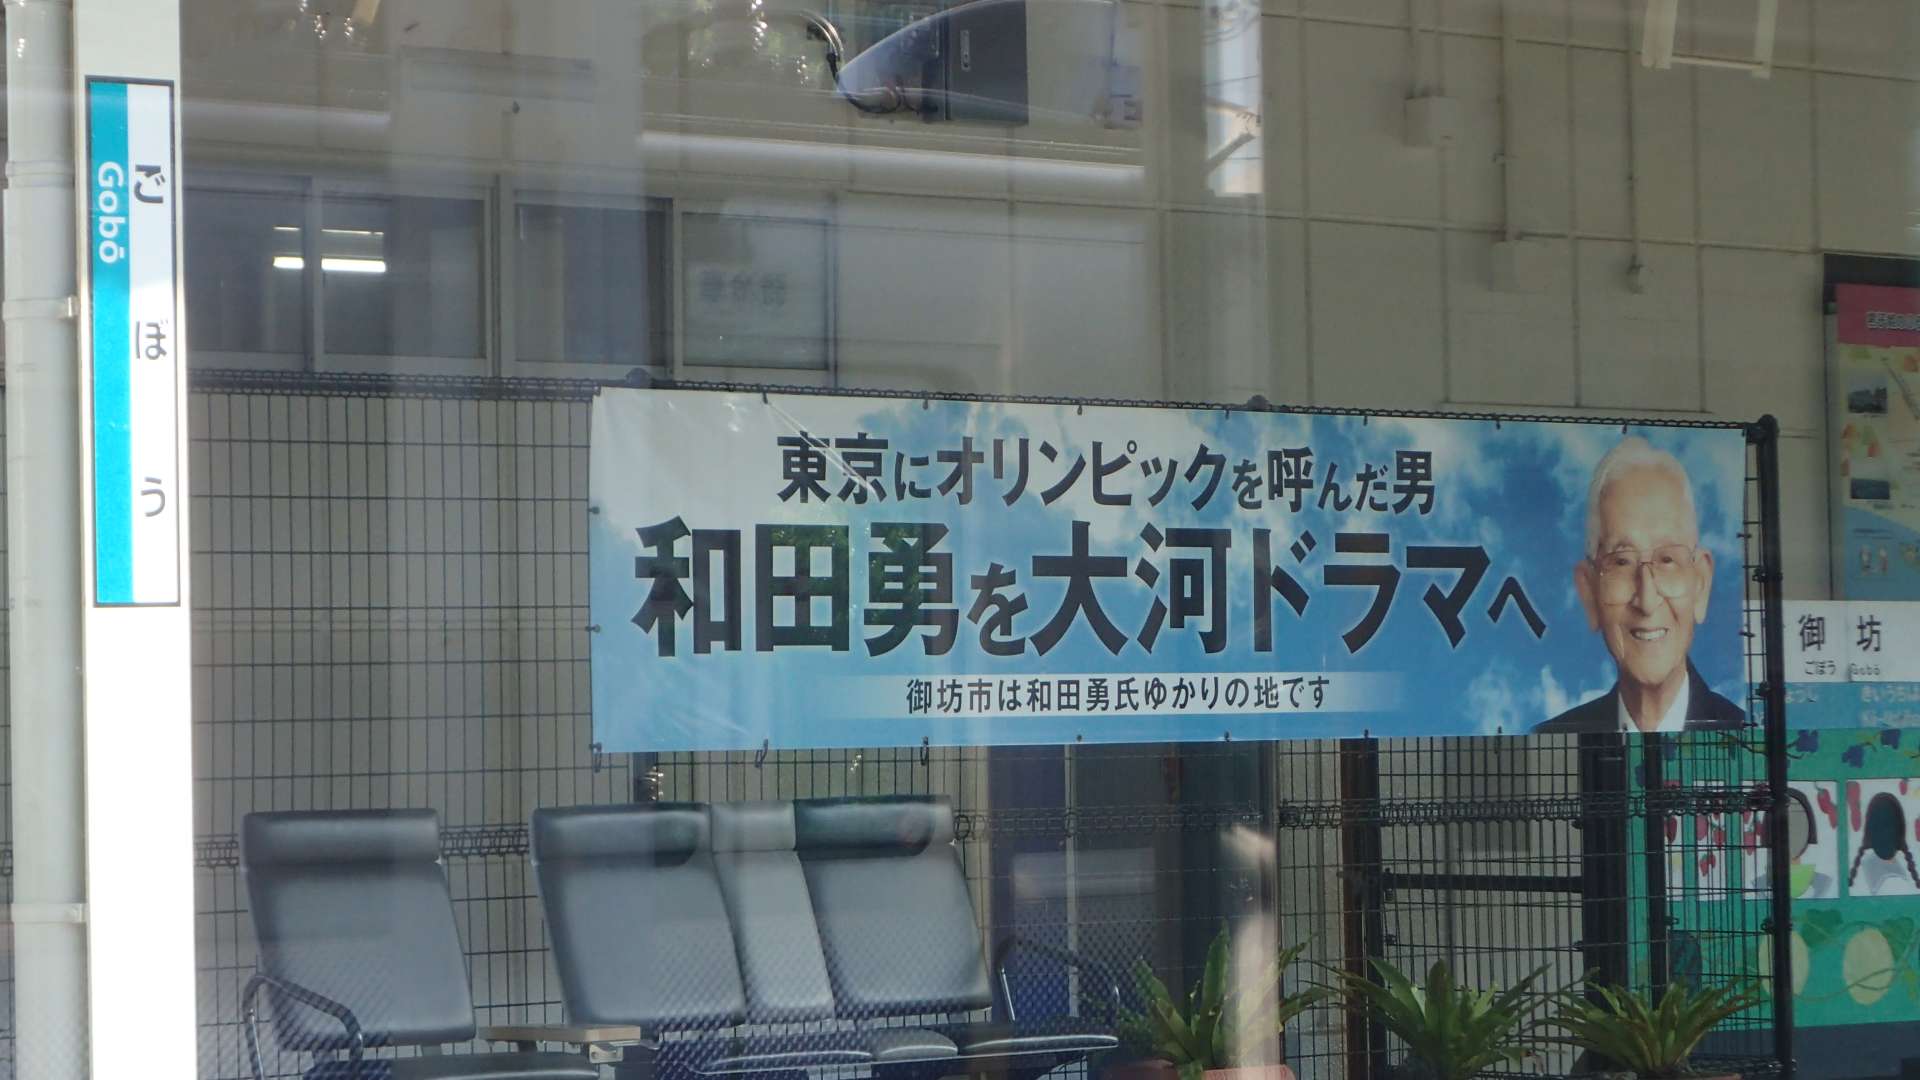 ごぼう
Gobō
東京にオリンピックを呼んだ男
和田勇を大河ドラマへ
御坊市は和田勇氏ゆかりの地です
御坊
ごぼう Gobō